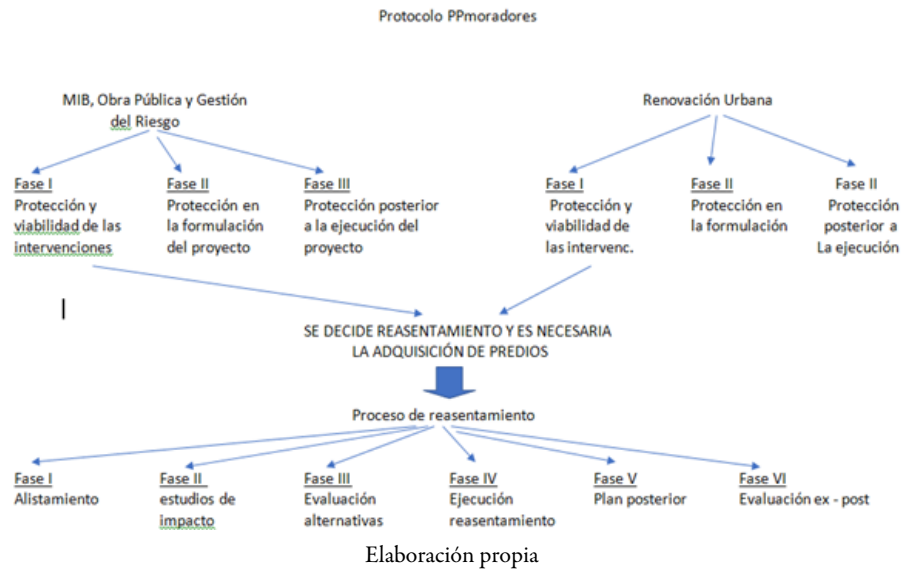 Protocolo PPmoradores
MIB, Obra Pública y Gestión
del Riesgo
Renovación Urbana
Fase I
Protección y
viabilidad de las
intervenciones
Fase II
Protección en
la formulación
del proyecto
Fase III
Protección posterior
a la ejecución del
proyecto
Fase I
Protección y
viabilidad de
las intervenc.
Fase II
Protección en
la formulación
Fase II
Protección
posterior a
La ejecución
SE DECIDE REASENTAMIENTO Y ES NECESARIA
LA ADQUISICIÓN DE PREDIOS
Proceso de reasentamiento
Fase I
Alistamiento
Fase II
estudios de
impacto
Fase III
Evaluación
alternativas
Fase IV
Ejecución
reasentamiento
Fase V
Plan posterior
Fase VI
Evaluación ex - post
Elaboración propia